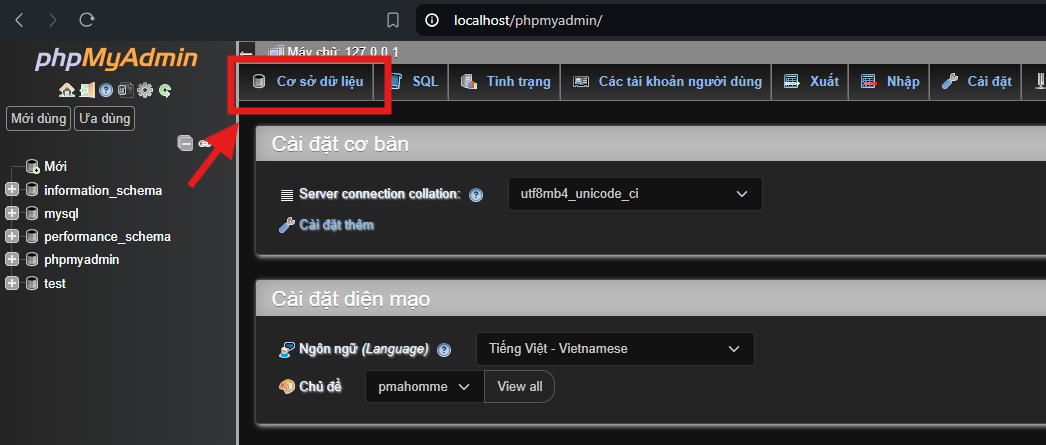 localhost/phpmyadmin/
phpMyAdmin
Mới dùng Ưa dùng
Mới
information_schema
mysql
performance_schema
phpmyadmin
test
Máy chủ: 127.0.0.1
Cơ sở dữ liệu SQL Tình trạng Các tài khoản người dùng Xuất Nhập Cài đặt
Cài đặt cơ bản
Server connection collation: utf8mb4_unicode_ci
Cài đặt thêm
Cài đặt diện mạo
Ngôn ngữ (Language) Tiếng Việt - Vietnamese
Chủ đề pmahomme View all